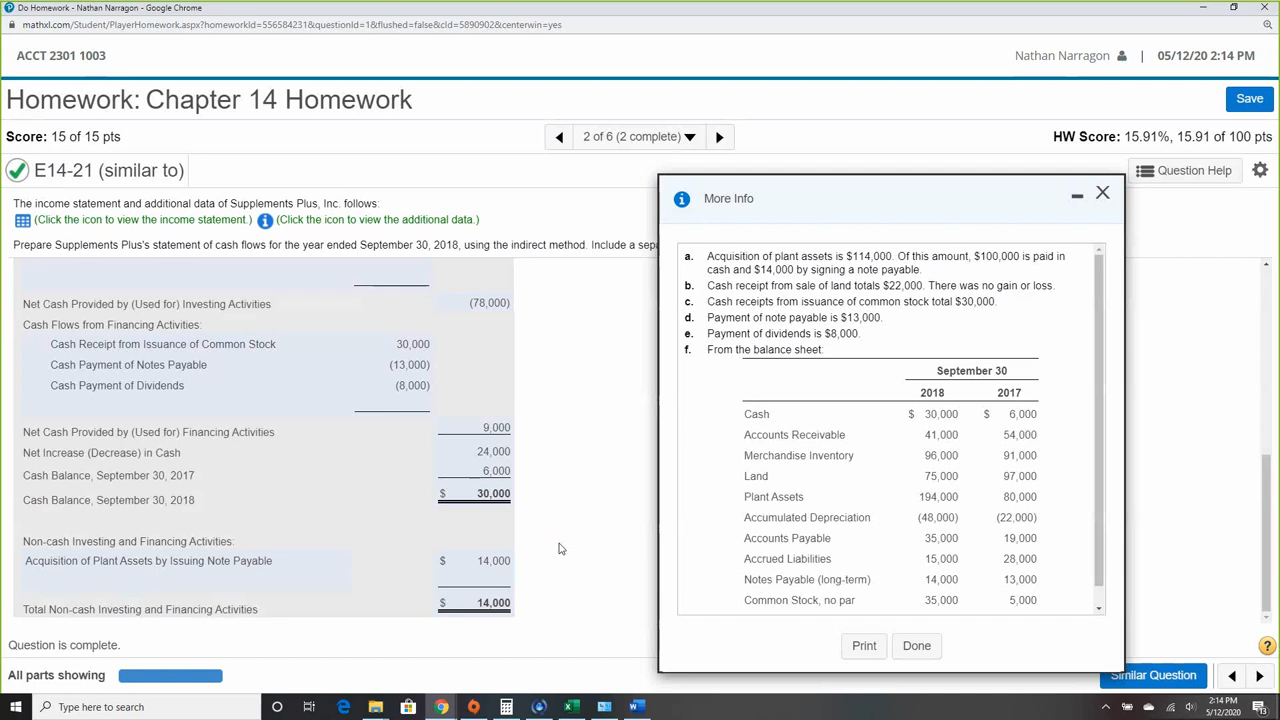 Do Homework - Nathan Narragon - Google Chrome
mathxl.com/Student/PlayerHomework.aspx?homeworkId=556584231&questionId=1&flushed=false&cId=5890902&centerwin=yes
ACCT 2301 1003
Nathan Narragon | 05/12/20 2:14 PM
Homework: Chapter 14 Homework
Save
Score: 15 of 15 pts
2 of 6 (2 complete)
HW Score: 15.91%, 15.91 of 100 pts
E14-21 (similar to)
Question Help
The income statement and additional data of Supplements Plus, Inc. follows:
(Click the icon to view the income statement.) (Click the icon to view the additional data.)
Prepare Supplements Plus's statement of cash flows for the year ended September 30, 2018, using the indirect method. Include a sep
Net Cash Provided by (Used for) Investing Activities (78,000)
Cash Flows from Financing Activities:
Cash Receipt from Issuance of Common Stock 30,000
Cash Payment of Notes Payable (13,000)
Cash Payment of Dividends (8,000)
Net Cash Provided by (Used for) Financing Activities 9,000
Net Increase (Decrease) in Cash 24,000
Cash Balance, September 30, 2017 6,000
Cash Balance, September 30, 2018 $ 30,000
Non-cash Investing and Financing Activities:
Acquisition of Plant Assets by Issuing Note Payable $ 14,000
Total Non-cash Investing and Financing Activities $ 14,000
More Info
a. Acquisition of plant assets is $114,000. Of this amount, $100,000 is paid in
cash and $14,000 by signing a note payable.
b. Cash receipt from sale of land totals $22,000. There was no gain or loss.
c. Cash receipts from issuance of common stock total $30,000.
d. Payment of note payable is $13,000.
e. Payment of dividends is $8,000.
f. From the balance sheet:
September 30
2018 2017
Cash $ 30,000 $ 6,000
Accounts Receivable 41,000 54,000
Merchandise Inventory 96,000 91,000
Land 75,000 97,000
Plant Assets 194,000 80,000
Accumulated Depreciation (48,000) (22,000)
Accounts Payable 35,000 19,000
Accrued Liabilities 15,000 28,000
Notes Payable (long-term) 14,000 13,000
Common Stock, no par 35,000 5,000
Print Done
Question is complete.
All parts showing
Similar Question
Type here to search
2:14 PM
5/12/2020